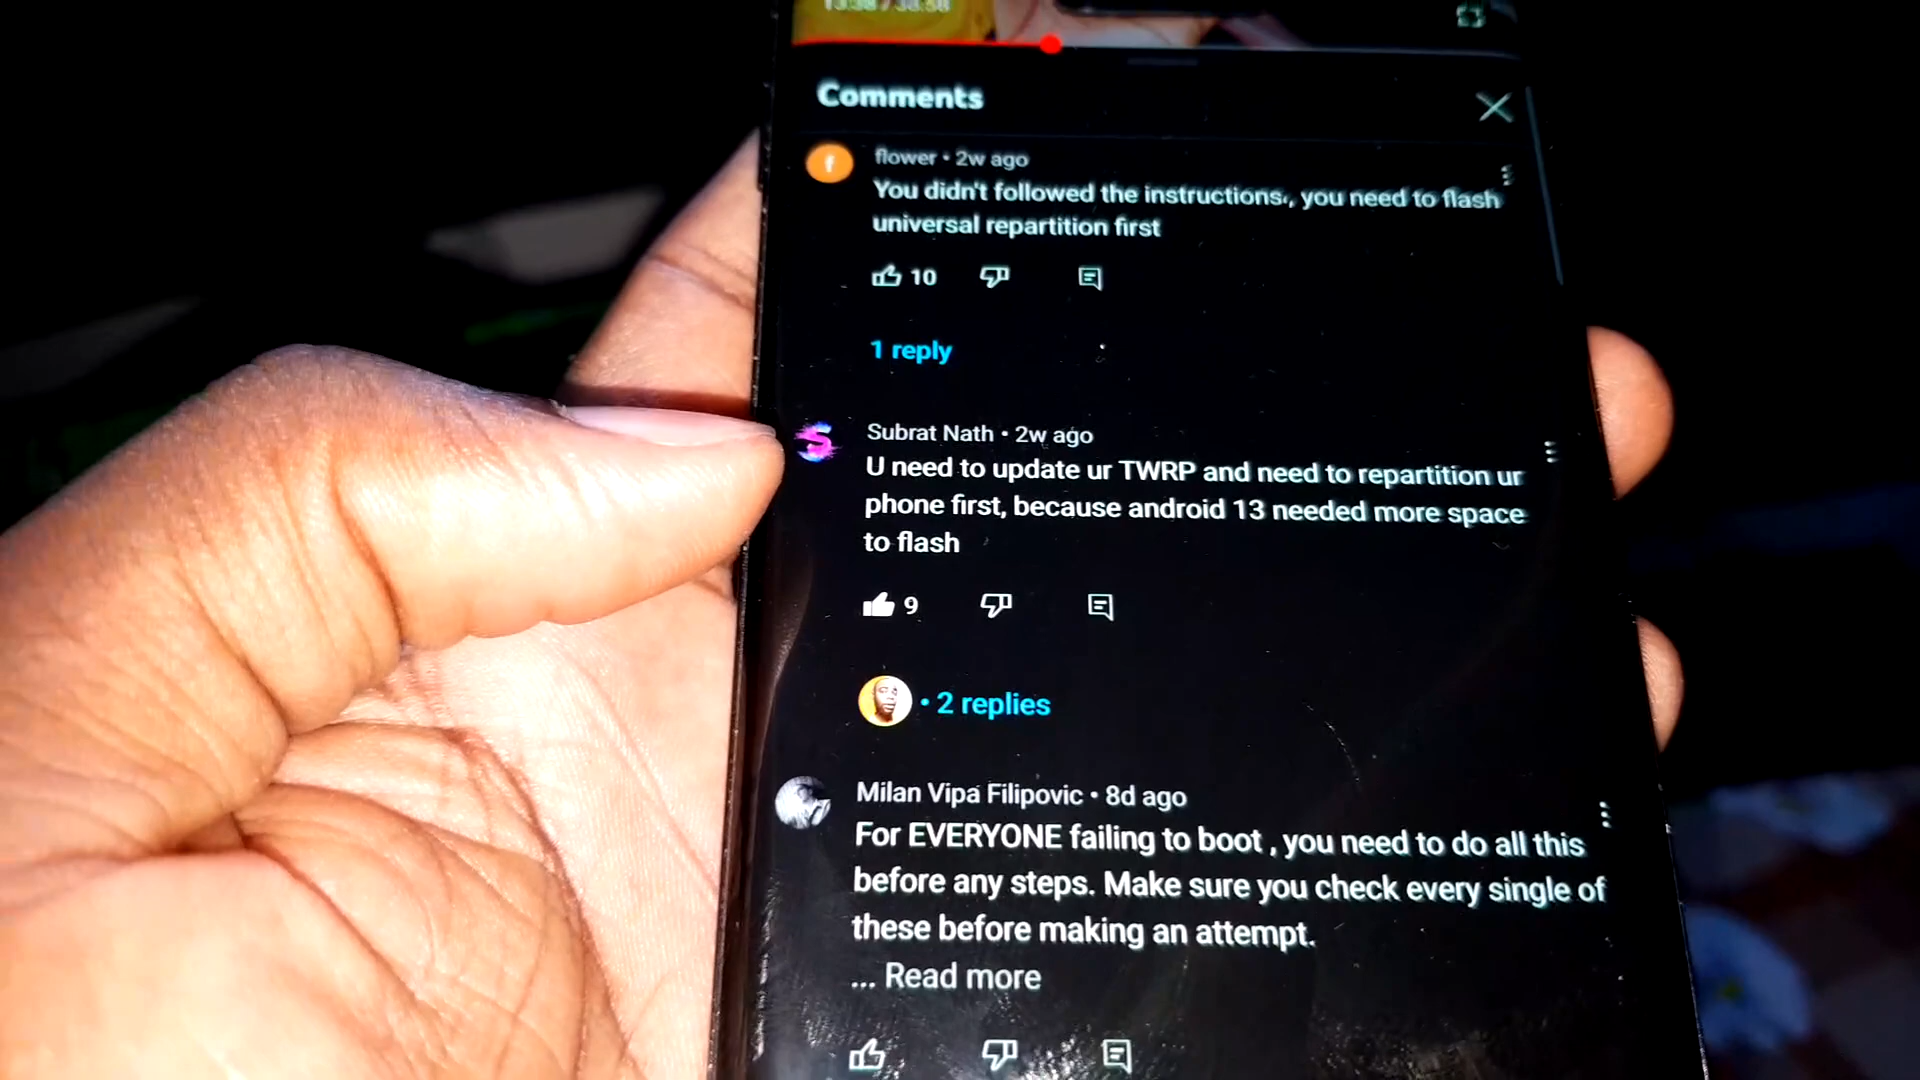 Comments
f
flower • 2w ago
You didn't followed the instructions., you need to flash
universal repartition first
10
1 reply
S
Subrat Nath • 2w ago
U need to update ur TWRP and need to repartition ur
phone first, because android 13 needed more space
to flash
9
• 2 replies
Milan Vipa Filipovic • 8d ago
For EVERYONE failing to boot , you need to do all this
before any steps. Make sure you check every single of
these before making an attempt.
... Read more